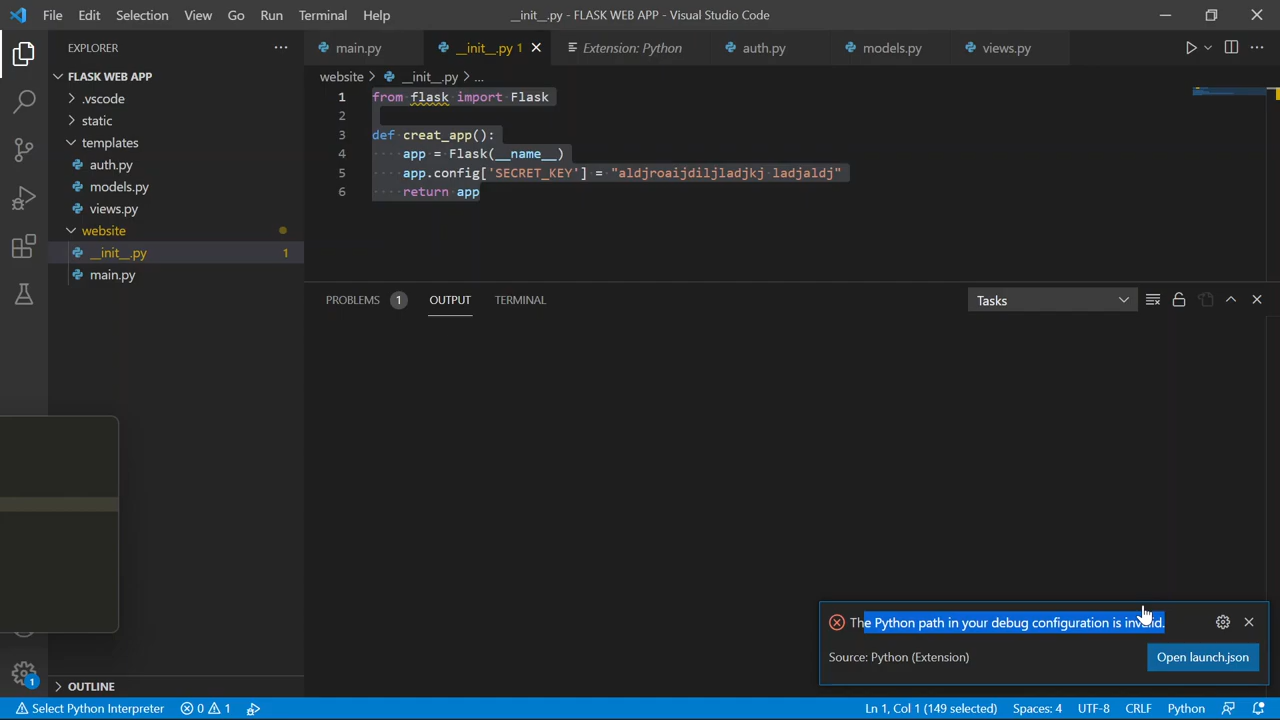 File Edit Selection View Go Run Terminal Help __init__.py - FLASK WEB APP - Visual Studio Code
EXPLORER
main.py __init__.py 1 Extension: Python auth.py models.py views.py
FLASK WEB APP
.vscode
static
templates
auth.py
models.py
views.py
website
__init__.py 1
main.py
OUTLINE
website > __init__.py > ...
1 from flask import Flask
2
3 def creat_app():
4 app = Flask(__name__)
5 app.config['SECRET_KEY'] = "aldjroaijdiljladjkj ladjaldj"
6 return app
PROBLEMS 1 OUTPUT TERMINAL Tasks
The Python path in your debug configuration is invalid.
Source: Python (Extension) Open launch.json
1
Select Python Interpreter 0 1 Ln 1, Col 1 (149 selected) Spaces: 4 UTF-8 CRLF Python